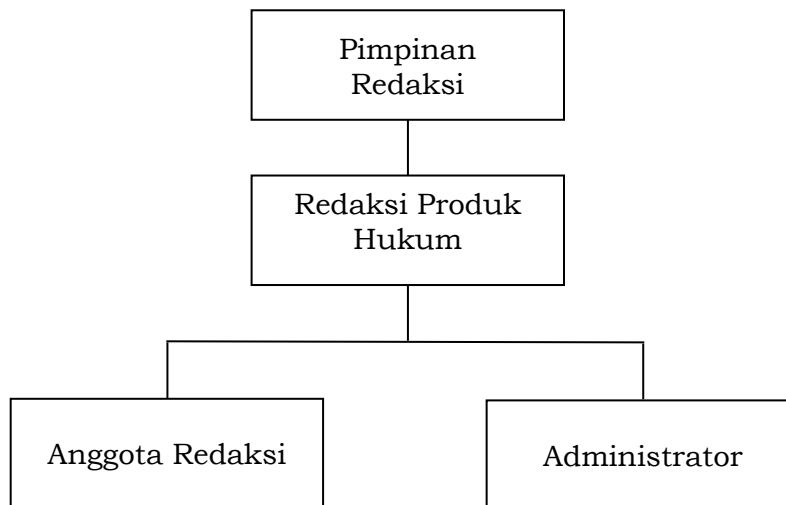 Pimpinan
Redaksi
Redaksi Produk
Hukum
Anggota Redaksi
Administrator